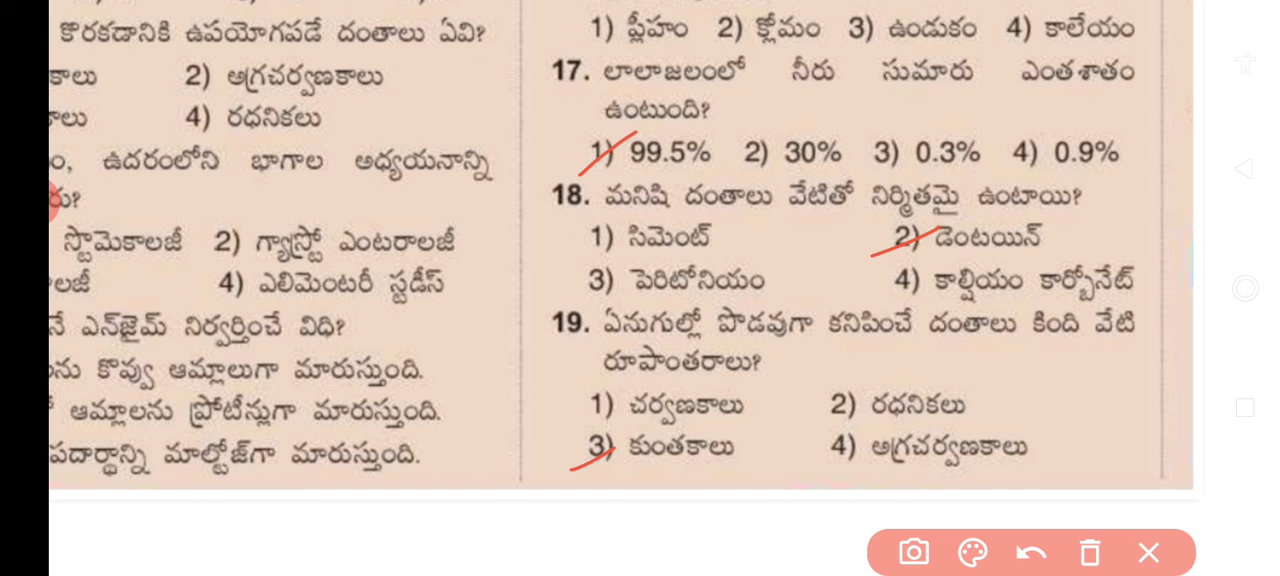 కొరకడానికి ఉపయోగపడే దంతాలు ఏవి?
2) అగ్రచర్వణకాలు
4) రధనికలు
ఉదరంలోని భాగాల అధ్యయనాన్ని
స్టొమెకాలజీ 2) గ్యాస్ట్రో ఎంటరాలజీ
4) ఎలిమెంటరీ స్టడీస్
ఎన్‌జైమ్ నిర్వర్తించే విధి?
కొవ్వు ఆమ్లాలుగా మారుస్తుంది.
ఆమ్లాలను ప్రోటీన్లుగా మారుస్తుంది.
పదార్థాన్ని మాల్టోజ్‌గా మారుస్తుంది.
1) ప్లీహం 2) క్లోమం 3) ఉండుకం 4) కాలేయం
17. లాలాజలంలో నీరు సుమారు ఎంతశాతం
ఉంటుంది?
1) 99.5% 2) 30% 3) 0.3% 4) 0.9%
18. మనిషి దంతాలు వేటితో నిర్మితమై ఉంటాయి?
1) సిమెంట్ 2) డెంటయిన్
3) పెరిటోనియం 4) కాల్షియం కార్బోనేట్
19. ఏనుగుల్లో పొడవుగా కనిపించే దంతాలు కింది వేటి
రూపాంతరాలు?
1) చర్వణకాలు 2) రధనికలు
3) కుంతకాలు 4) అగ్రచర్వణకాలు